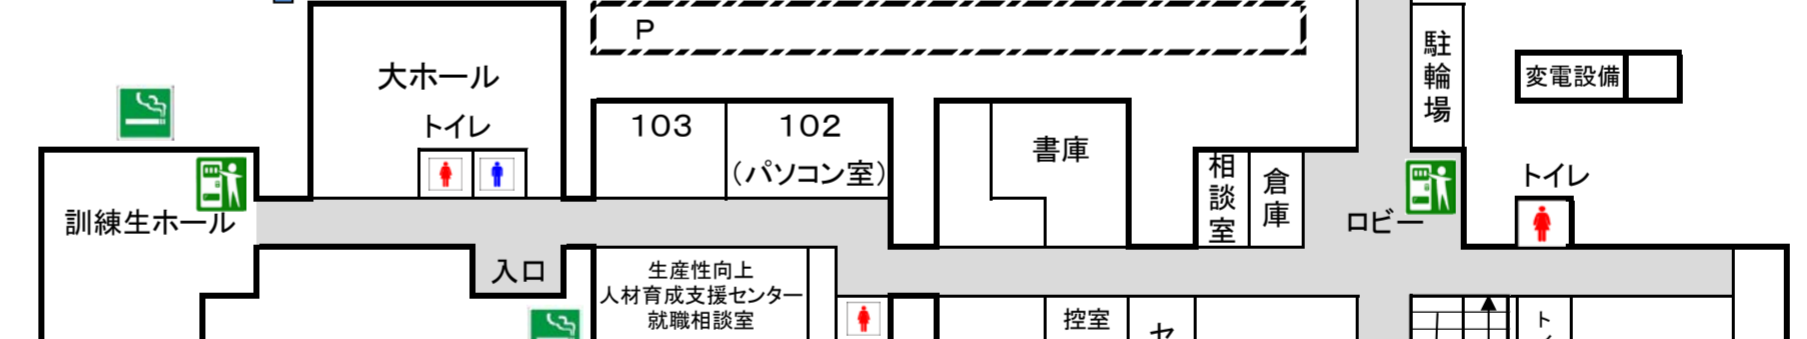 P
大ホール
トイレ
駐輪場
変電設備
103
102
（パソコン室）
書庫
相談室
倉庫
トイレ
訓練生ホール
ロビー
入口
生産性向上
人材育成支援センター
就職相談室
控室
セ
ト